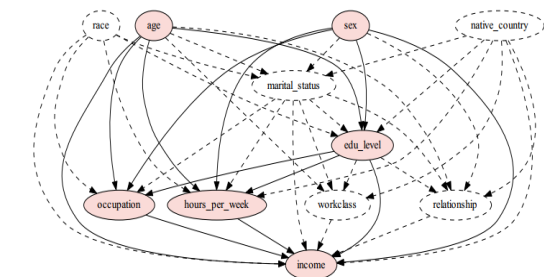 race
age
sex
native_country
marital_status
edu_level
occupation
hours_per_week
workclass
relationship
income